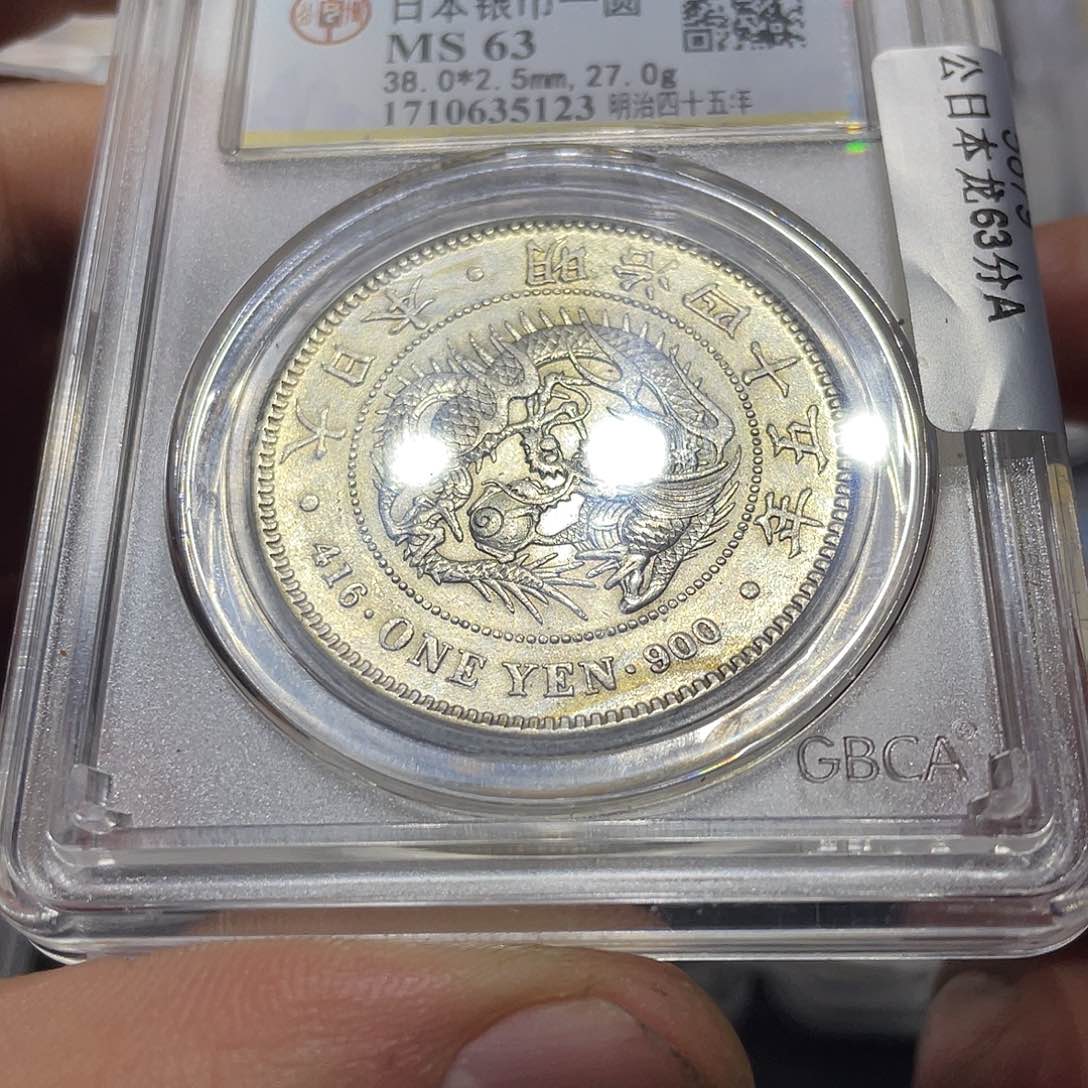 日本银币一圆
MS 63
38.0*2.5mm, 27.0g
1710635123 明治四十五年
公日本龙63分A
大日本 · 明治四十五年 ·
416 · ONE YEN · 900
GBCA